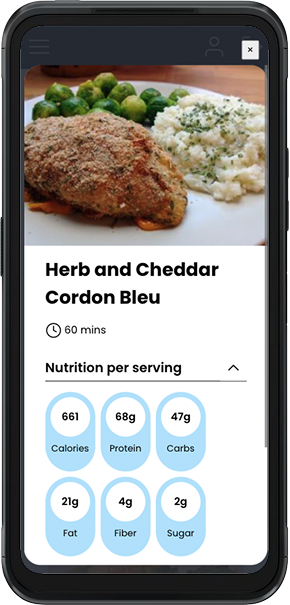 Herb and Cheddar
Cordon Bleu
60 mins
Nutrition per serving
661 68g 47g
Calories Protein Carbs
21g 4g 2g
Fat Fiber Sugar